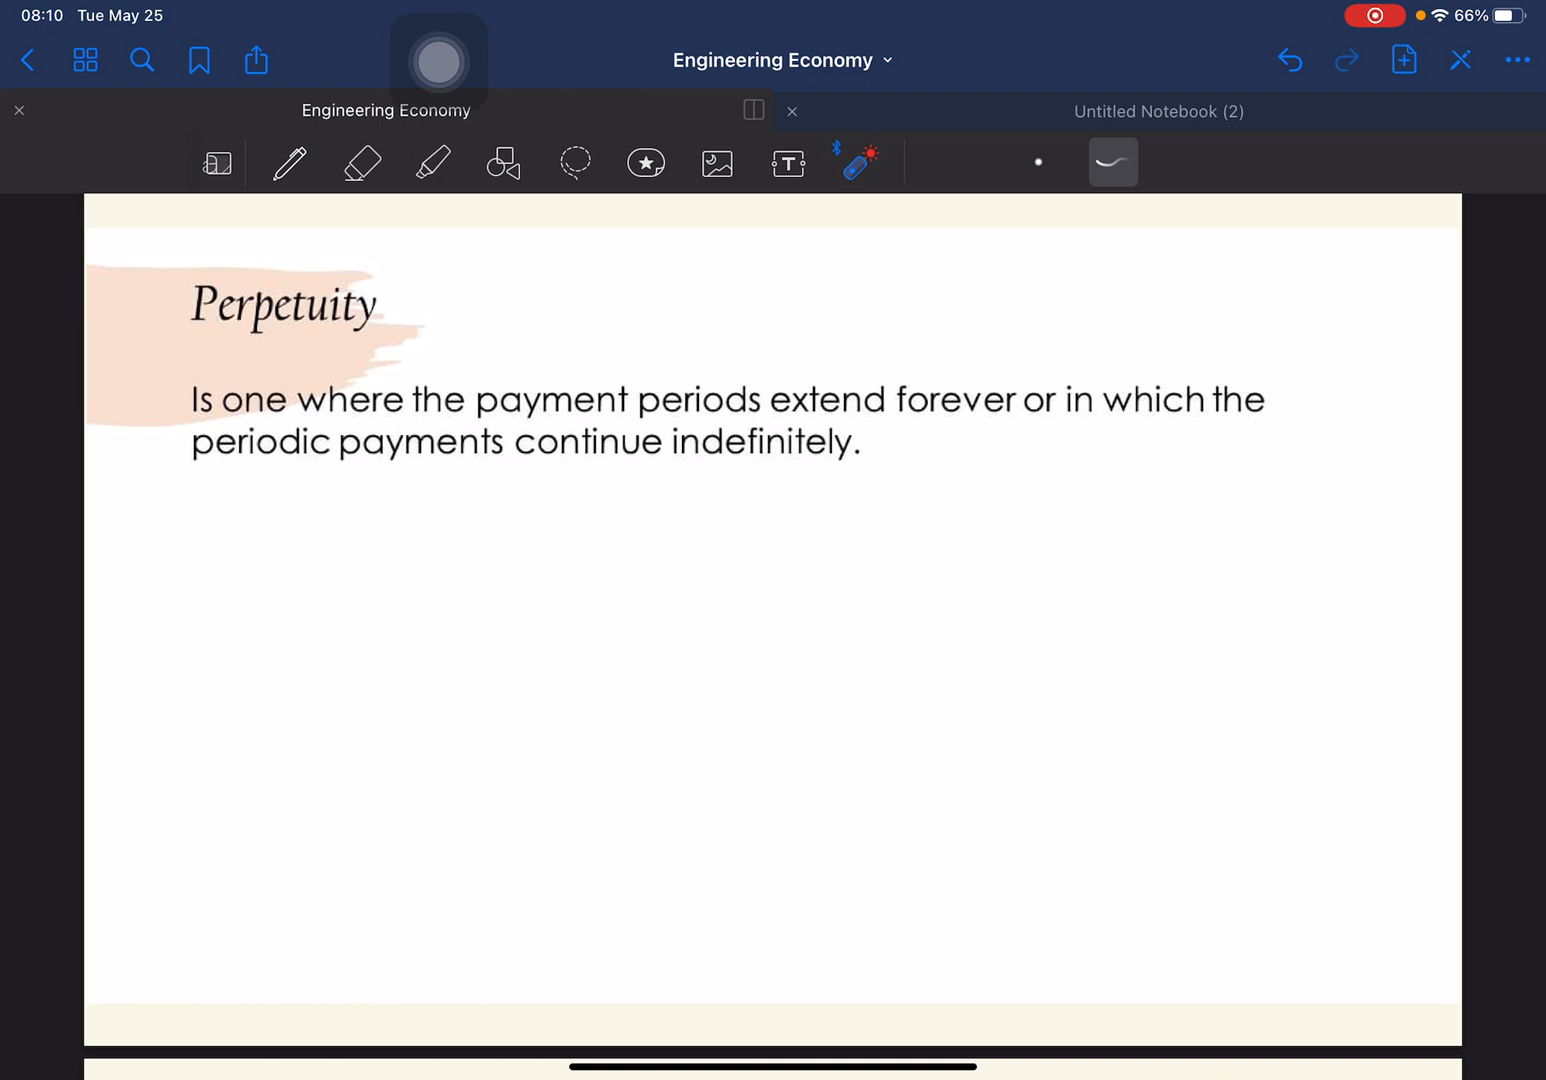 08:10 Tue May 25
66%
Engineering Economy
Engineering Economy
Untitled Notebook (2)
T
Perpetuity
Is one where the payment periods extend forever or in which the
periodic payments continue indefinitely.